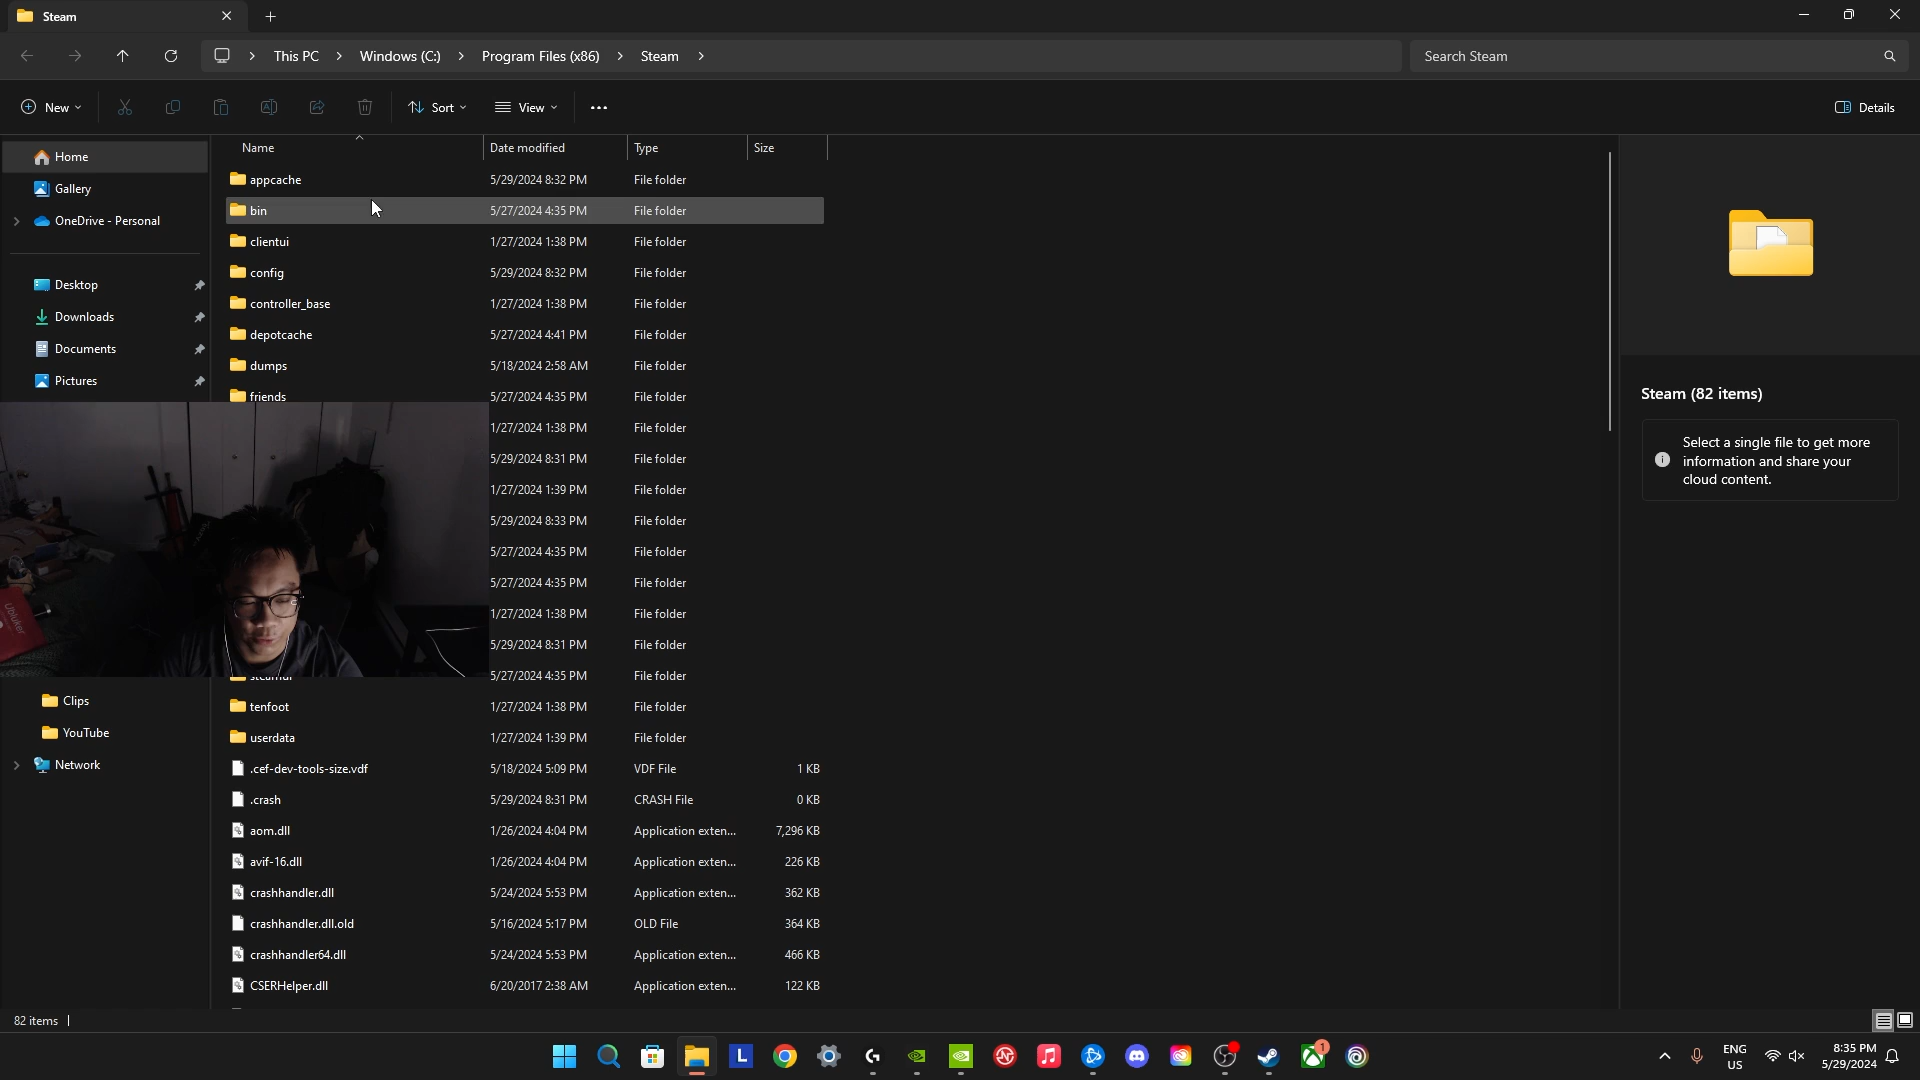 Steam
This PC > Windows (C:) > Program Files (x86) > Steam >
Search Steam
New
Sort
View
Details
Home
Gallery
OneDrive - Personal
Desktop
Downloads
Documents
Pictures
Clips
YouTube
Network
Name Date modified Type Size
appcache 5/29/2024 8:32 PM File folder
bin 5/27/2024 4:35 PM File folder
clientui 1/27/2024 1:38 PM File folder
config 5/29/2024 8:32 PM File folder
controller_base 1/27/2024 1:38 PM File folder
depotcache 5/27/2024 4:41 PM File folder
dumps 5/18/2024 2:58 AM File folder
friends 5/27/2024 4:35 PM File folder
1/27/2024 1:38 PM File folder
5/29/2024 8:31 PM File folder
1/27/2024 1:39 PM File folder
5/29/2024 8:33 PM File folder
5/27/2024 4:35 PM File folder
5/27/2024 4:35 PM File folder
1/27/2024 1:38 PM File folder
5/29/2024 8:31 PM File folder
5/27/2024 4:35 PM File folder
tenfoot 1/27/2024 1:38 PM File folder
userdata 1/27/2024 1:39 PM File folder
.cef-dev-tools-size.vdf 5/18/2024 5:09 PM VDF File 1 KB
.crash 5/29/2024 8:31 PM CRASH File 0 KB
aom.dll 1/26/2024 4:04 PM Application exten... 7,296 KB
avif-16.dll 1/26/2024 4:04 PM Application exten... 226 KB
crashhandler.dll 5/24/2024 5:53 PM Application exten... 362 KB
crashhandler.dll.old 5/16/2024 5:17 PM OLD File 364 KB
crashhandler64.dll 5/24/2024 5:53 PM Application exten... 466 KB
CSERHelper.dll 6/20/2017 2:38 AM Application exten... 122 KB
Steam (82 items)
Select a single file to get more
information and share your
cloud content.
Ubluker
82 items
L
1
ENG
US
8:35 PM
5/29/2024